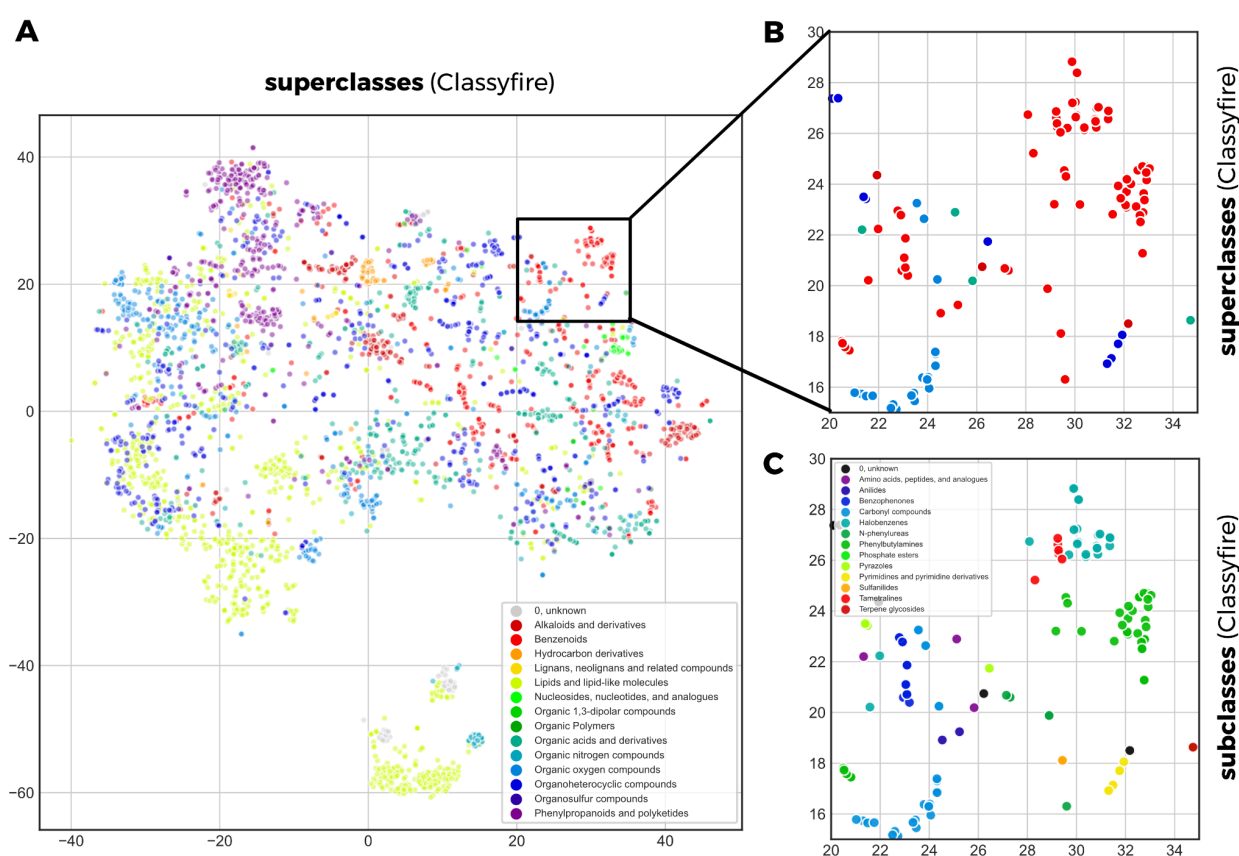 A
superclasses (Classyfire)
40
20
0
−20
−40
−60
−40
−20
0
20
40
0, unknown
Alkaloids and derivatives
Benzenoids
Hydrocarbon derivatives
Lignans, neolignans and related compounds
Lipids and lipid-like molecules
Nucleosides, nucleotides, and analogues
Organic 1,3-dipolar compounds
Organic Polymers
Organic acids and derivatives
Organic nitrogen compounds
Organic oxygen compounds
Organoheterocyclic compounds
Organosulfur compounds
Phenylpropanoids and polyketides
B
30
28
26
24
22
20
18
16
20
22
24
26
28
30
32
34
superclasses (Classyfire)
C
30
28
26
24
22
20
18
16
20
22
24
26
28
30
32
34
0, unknown
Amino acids, peptides, and analogues
Anilides
Benzophenones
Carbonyl compounds
Halobenzenes
N-phenylureas
Phenylbutylamines
Phosphate esters
Pyrazoles
Pyrimidines and pyrimidine derivatives
Sulfanilides
Tametralines
Terpene glycosides
subclasses (Classyfire)